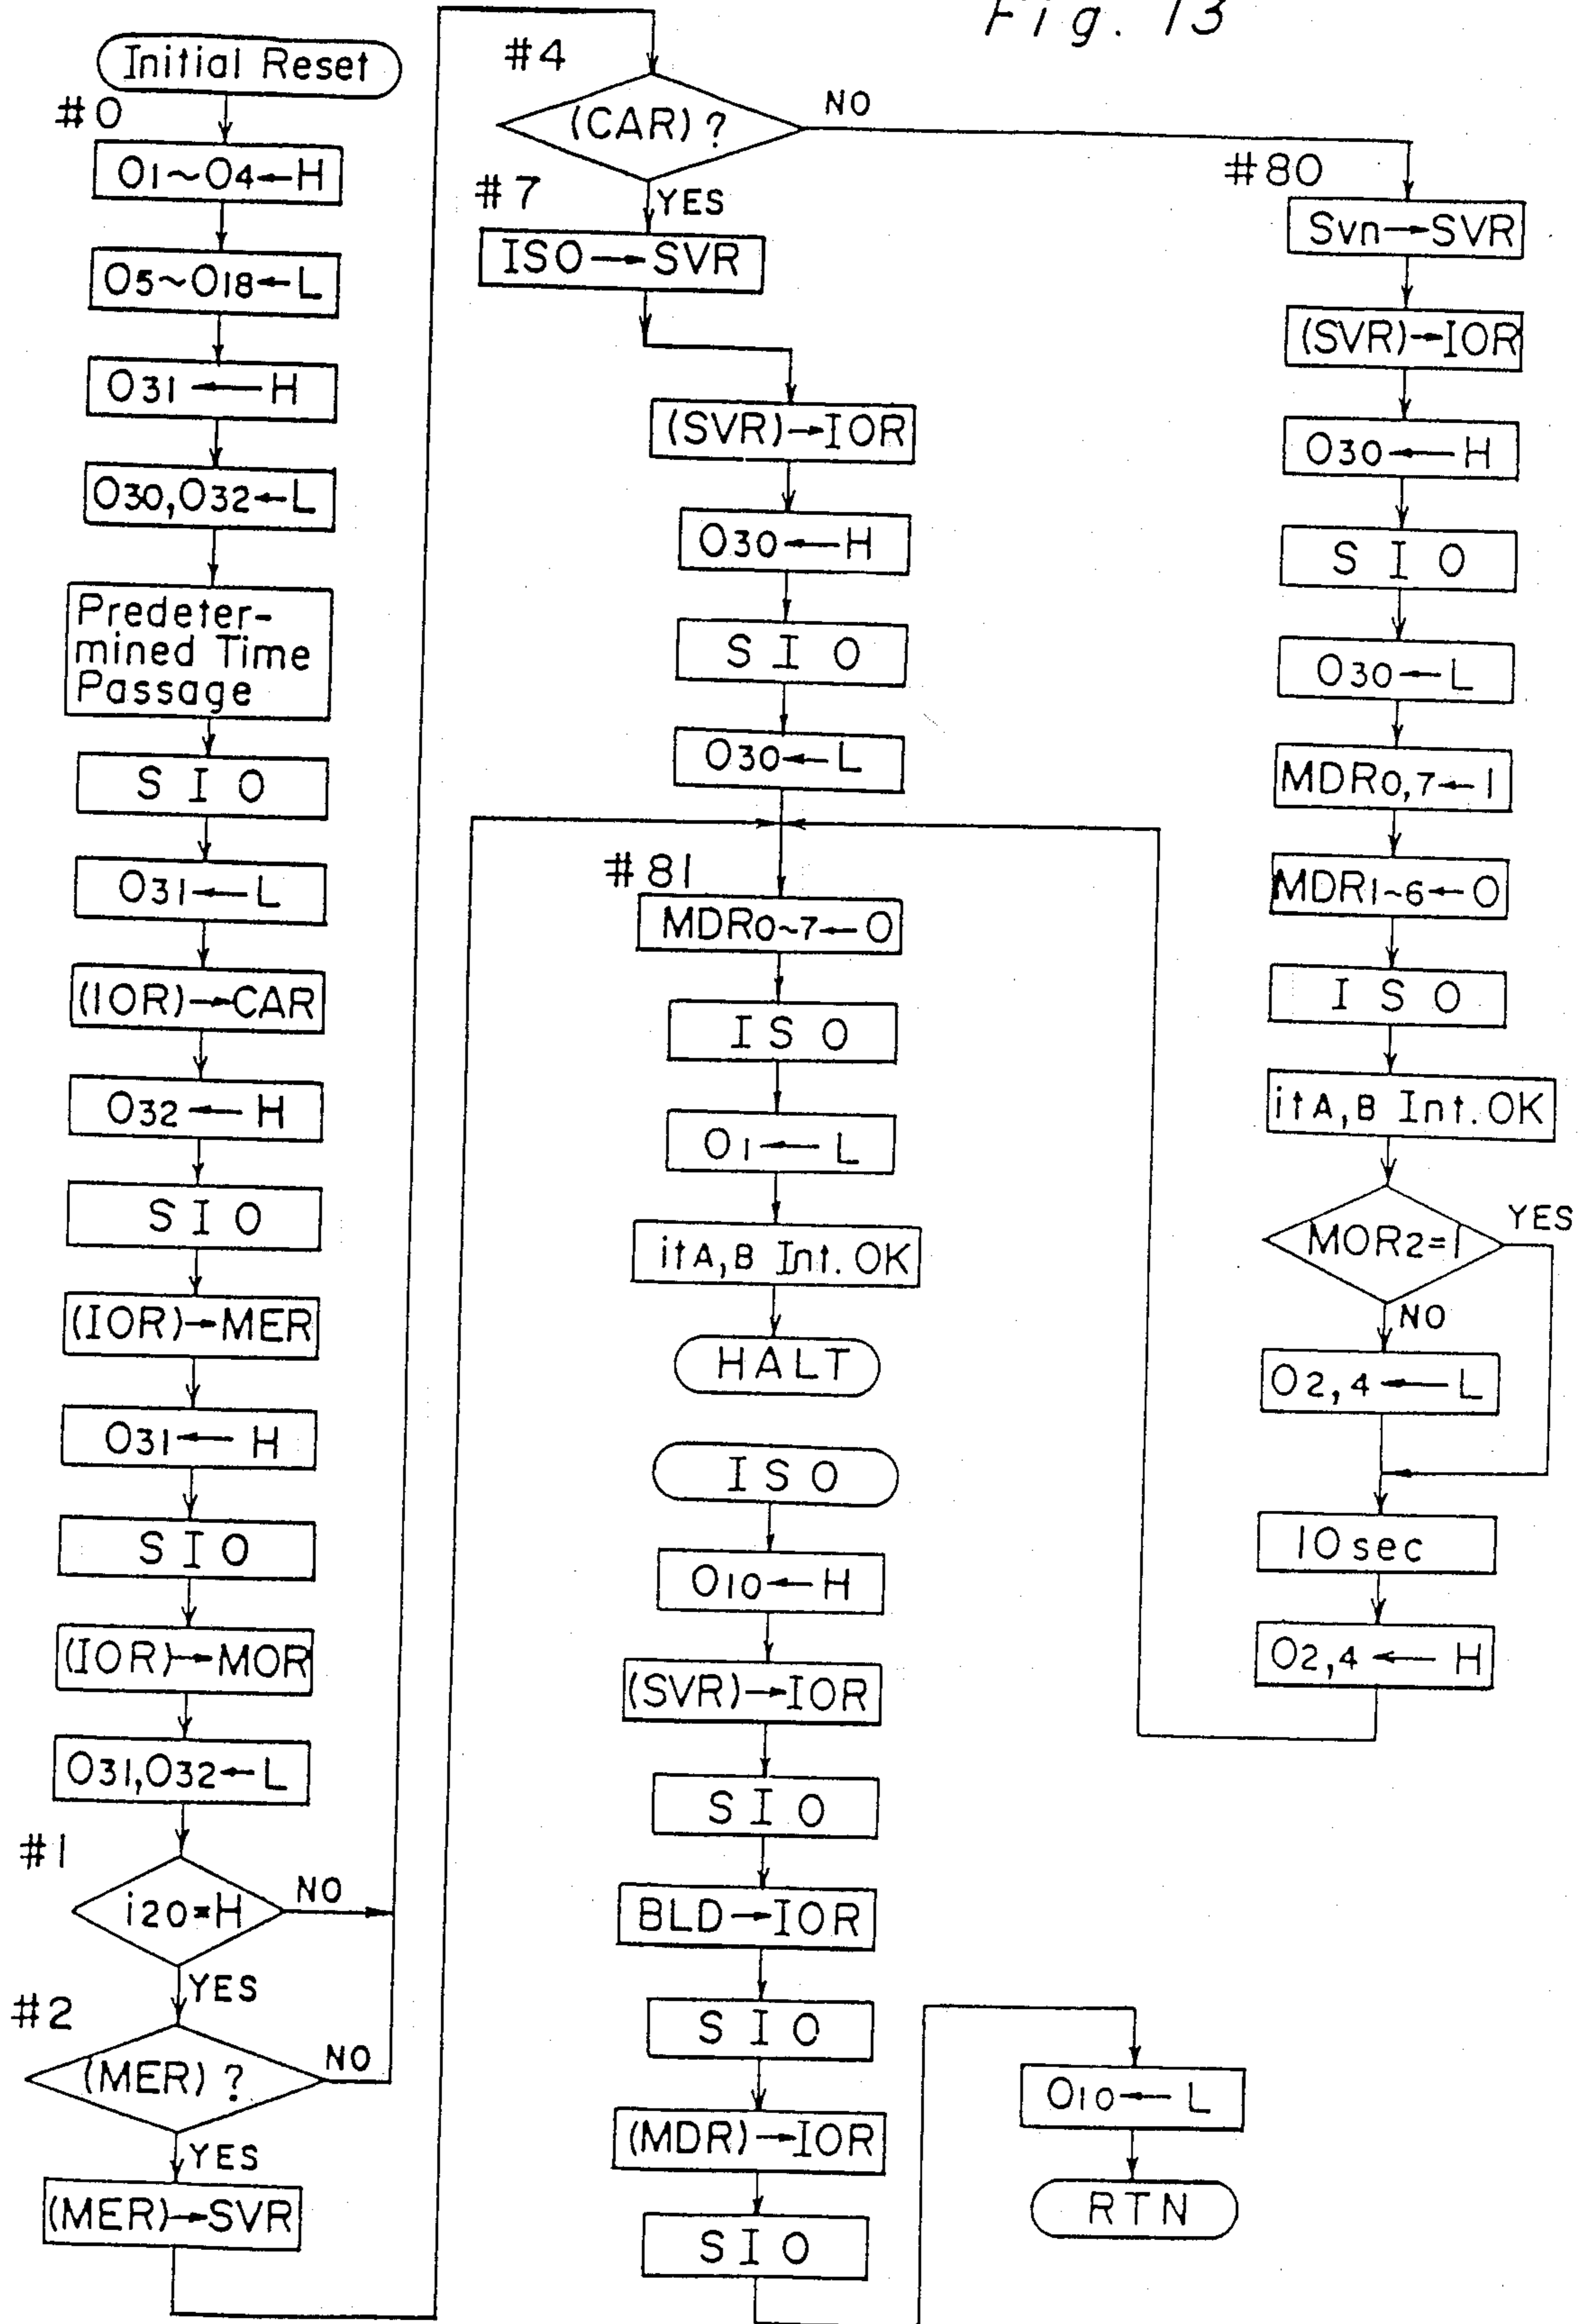 Fig. 13
Initial Reset
#0
O1~O4←H
O5~O18←L
O31←H
O30,O32←L
Predeter-
mined Time
Passage
SIO
O31←L
(IOR)→CAR
O32←H
SIO
(IOR)→MER
O31←H
SIO
(IOR)→MOR
O31,O32←L
#1
i20=H
NO
YES
#2
(MER)?
NO
YES
(MER)→SVR
#4
(CAR)?
NO
#7
YES
ISO→SVR
(SVR)→IOR
O30←H
SIO
O30←L
#81
MDR0~7←0
ISO
O1←L
itA,B Int.OK
HALT
ISO
O10←H
(SVR)→IOR
SIO
BLD→IOR
SIO
(MDR)→IOR
SIO
O10←L
RTN
#80
Svn→SVR
(SVR)→IOR
O30←H
SIO
O30←L
MDR0,7←1
MDR1~6←0
ISO
itA,B Int.OK
MOR2=1
YES
NO
O2,4←L
10sec
O2,4←H